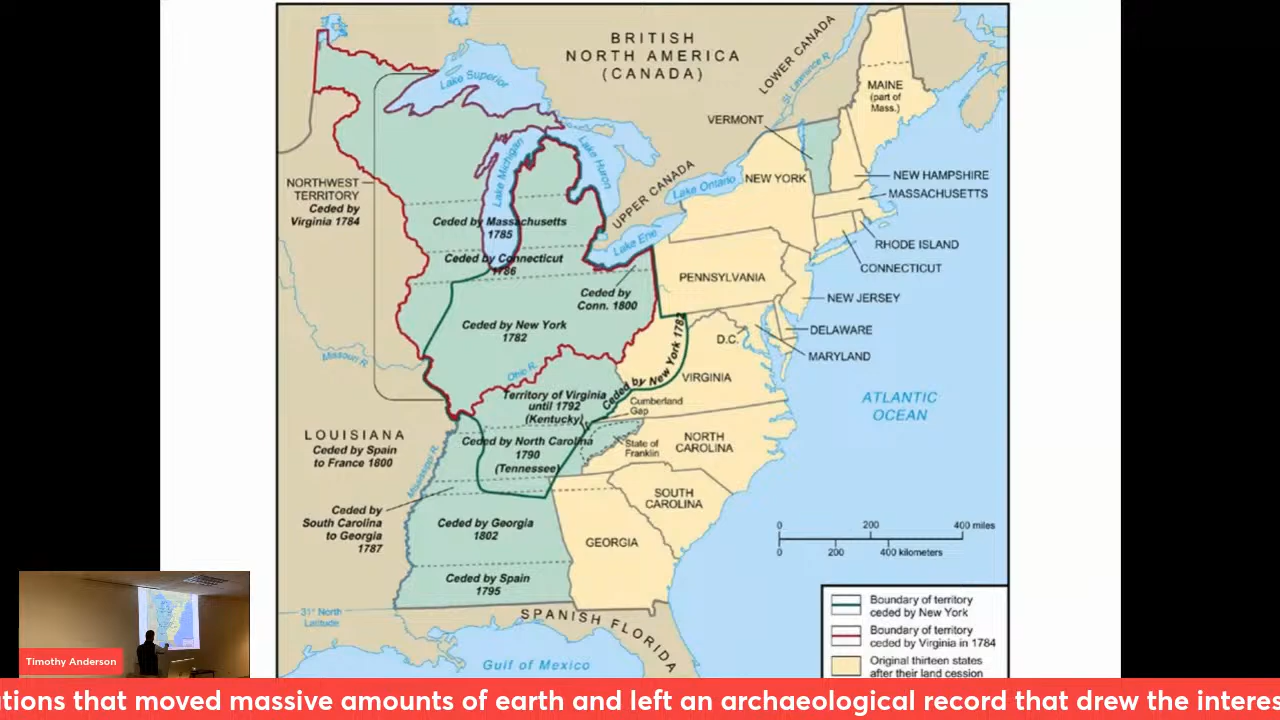 BRITISH
NORTH AMERICA
(CANADA)
LOWER CANADA
St. Lawrence R.
MAINE
(part of
Mass.)
VERMONT
Lake Superior
Lake Michigan
Lake Huron
UPPER CANADA
Lake Ontario
Lake Erie
NEW YORK
NEW HAMPSHIRE
MASSACHUSETTS
RHODE ISLAND
CONNECTICUT
NEW JERSEY
DELAWARE
MARYLAND
NORTHWEST
TERRITORY
Ceded by
Virginia 1784
Ceded by Massachusetts
1785
Ceded by Connecticut
1786
Ceded by
Conn. 1800
PENNSYLVANIA
Ceded by New York
1782
Ceded by New York 1782
D.C.
VIRGINIA
Missouri R.
Ohio R.
Territory of Virginia
until 1792
(Kentucky)
Cumberland
Gap
ATLANTIC
OCEAN
LOUISIANA
Ceded by Spain
to France 1800
Mississippi R.
Ceded by North Carolina
1790
(Tennessee)
State of
Franklin
NORTH
CAROLINA
SOUTH
CAROLINA
Ceded by
South Carolina
to Georgia
1787
Ceded by Georgia
1802
GEORGIA
0 200 400 miles
0 200 400 kilometers
Ceded by Spain
1795
31° North
Latitude
SPANISH FLORIDA
Gulf of Mexico
Boundary of territory
ceded by New York
Boundary of territory
ceded by Virginia in 1784
Original thirteen states
after their land cession
Timothy Anderson
ations that moved massive amounts of earth and left an archaeological record that drew the interes